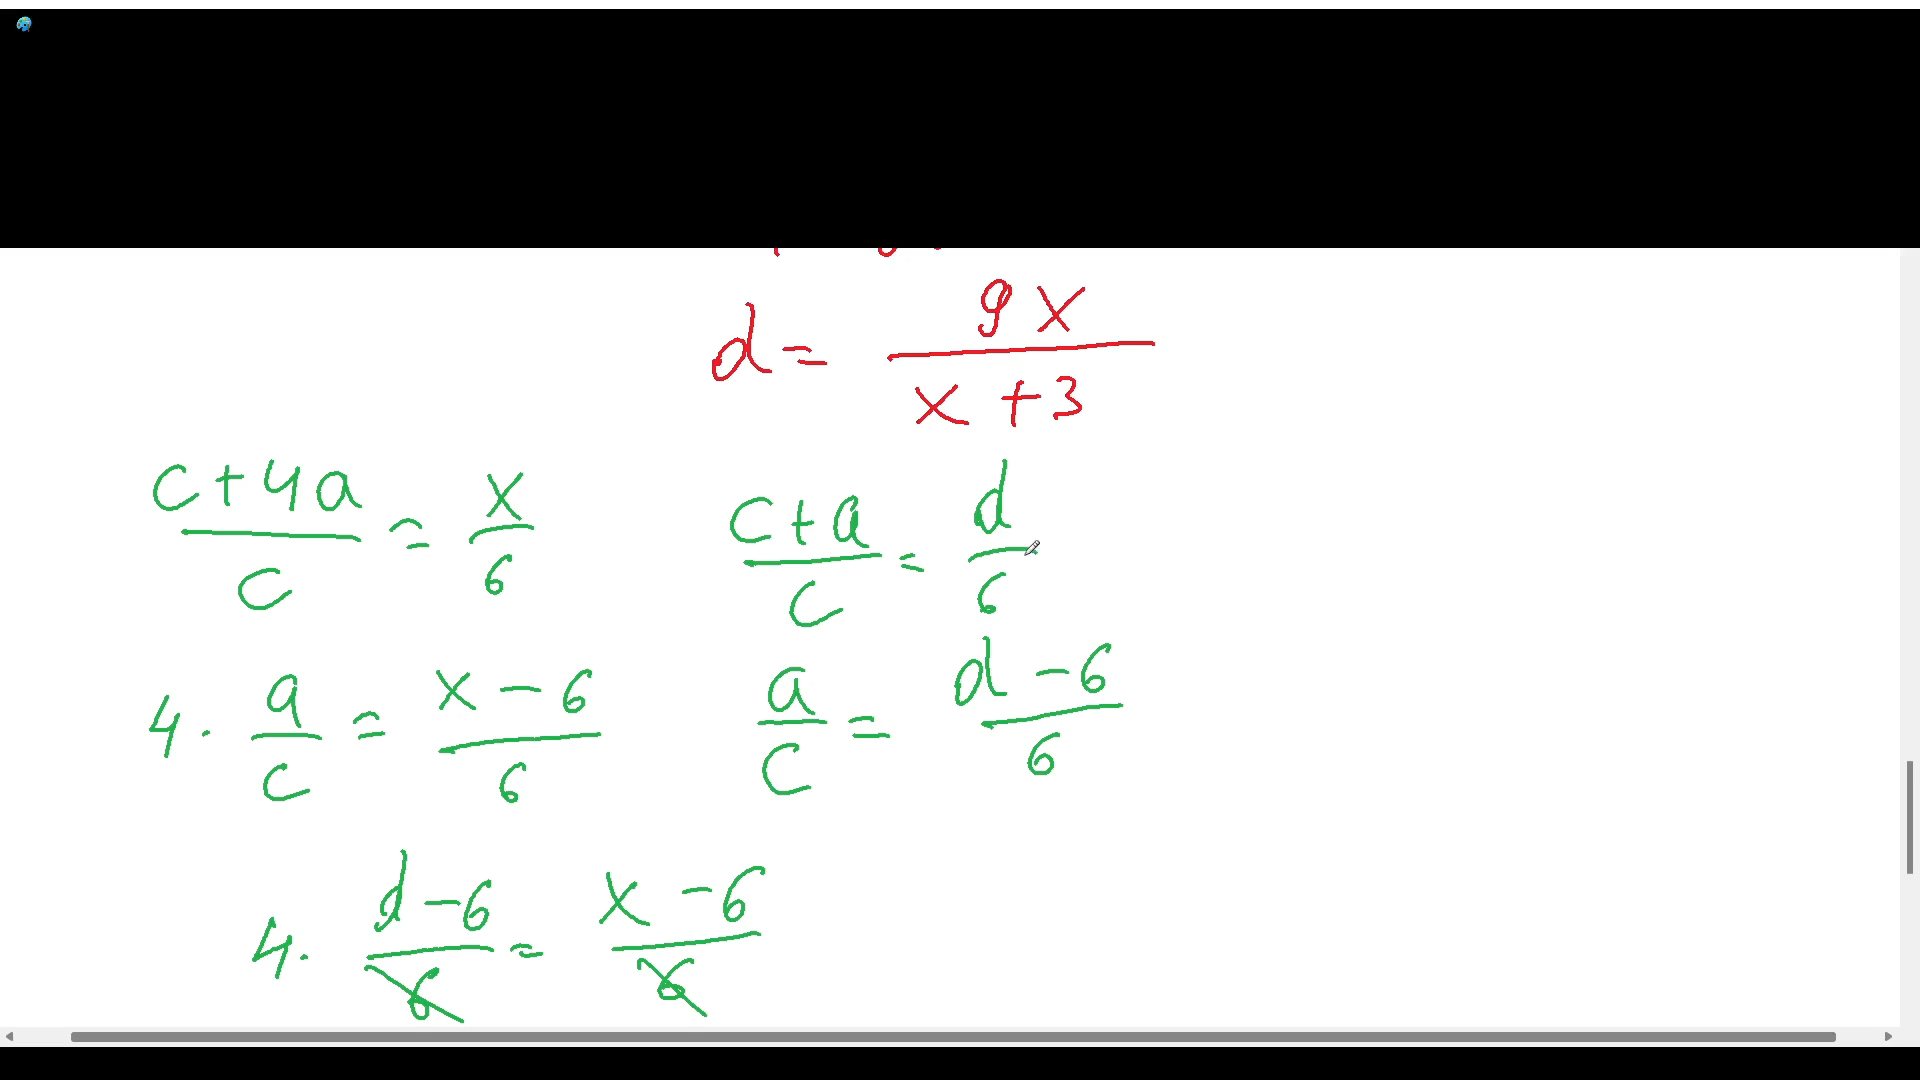 d = 9x / x + 3
c + 4a / c = x / 6
c + a / c = d / 6
4 · a / c = x - 6 / 6
a / c = d - 6 / 6
4 · d - 6 / 6 = x - 6 / 6